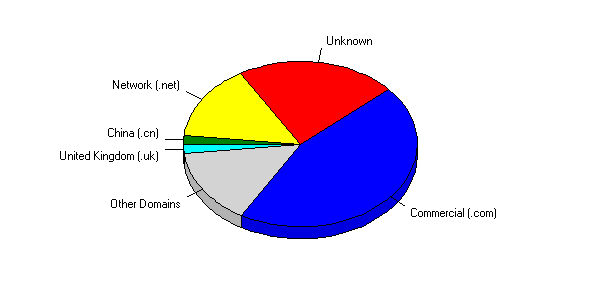 Unknown
Network (.net)
China (.cn)
United Kingdom (.uk)
Other Domains
Commercial (.com)